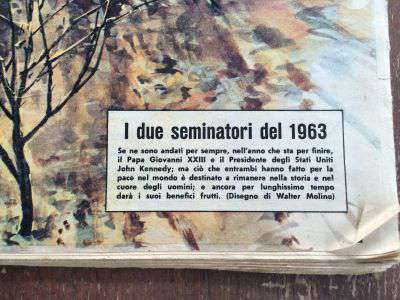 I due seminatori del 1963
Se ne sono andati per sempre, nell'anno che sta per finire,
il Papa Giovanni XXIII e il Presidente degli Stati Uniti
John Kennedy; ma ciò che entrambi hanno fatto per la
pace nel mondo è destinato a rimanere nella storia e nel
cuore degli uomini; e ancora per lunghissimo tempo
darà i suoi benefici frutti. (Disegno di Walter Molino)